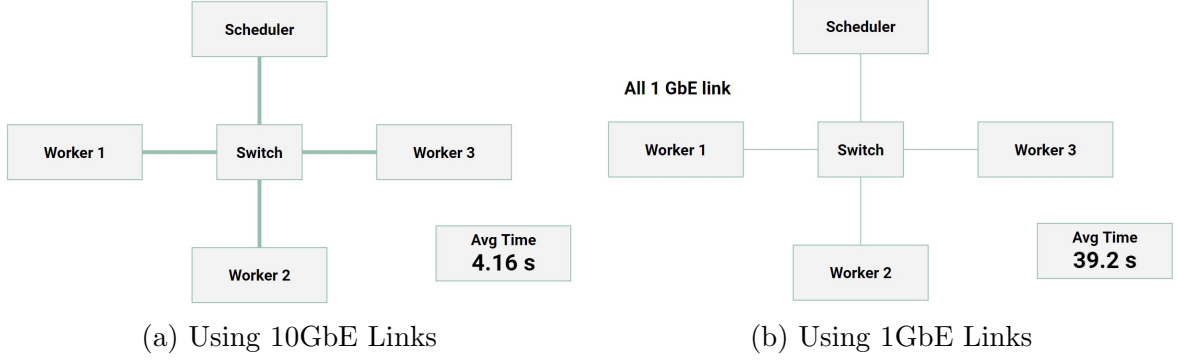 Scheduler
Worker 1
Switch
Worker 3
Worker 2
Avg Time
4.16 s
(a) Using 10GbE Links
Scheduler
All 1 GbE link
Worker 1
Switch
Worker 3
Worker 2
Avg Time
39.2 s
(b) Using 1GbE Links